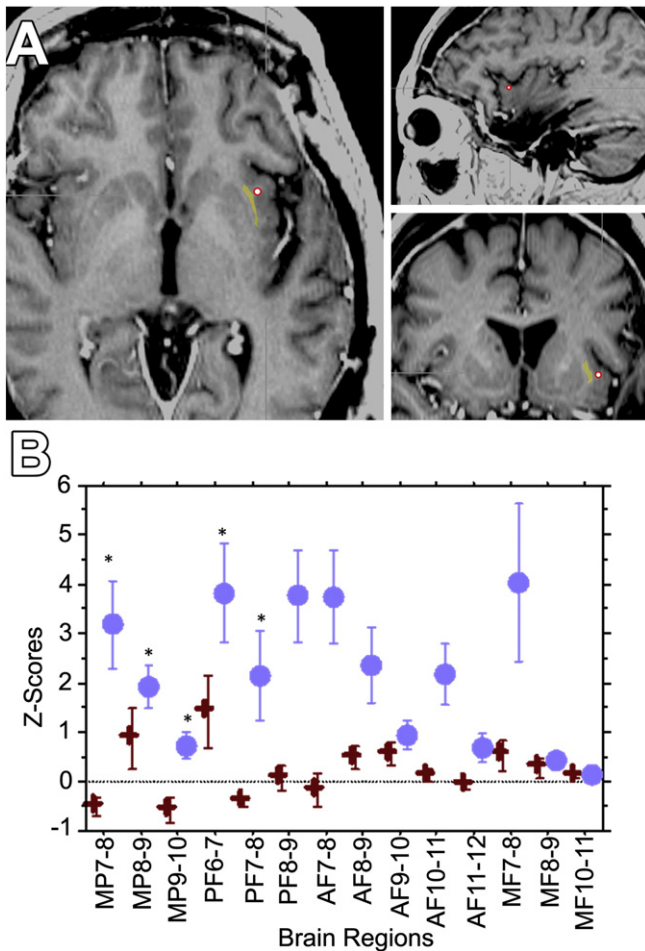 A
B
6
5
4
3
2
1
0
-1
Z-Scores
* * * * *
MP7-8
MP8-9
MP9-10
PF6-7
PF7-8
PF8-9
AF7-8
AF8-9
AF9-10
AF10-11
AF11-12
MF7-8
MF8-9
MF10-11
Brain Regions